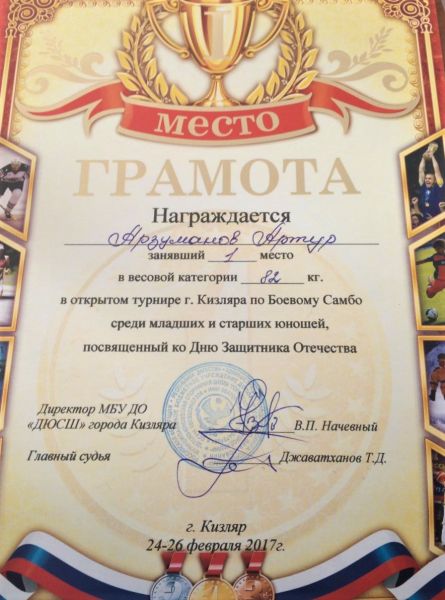 1
МЕСТО
ГРАМОТА
Награждается
Арзуманов Артур
занявший 1 место
в весовой категории 82 кг.
в открытом турнире г. Кизляра по Боевому Самбо
среди младших и старших юношей,
посвященный ко Дню Защитника Отечества
Директор МБУ ДО
«ДЮСШ» города Кизляра В.П. Начевный
Главный судья Джаватханов Т.Д.
г. Кизляр
24-26 февраля 2017г.